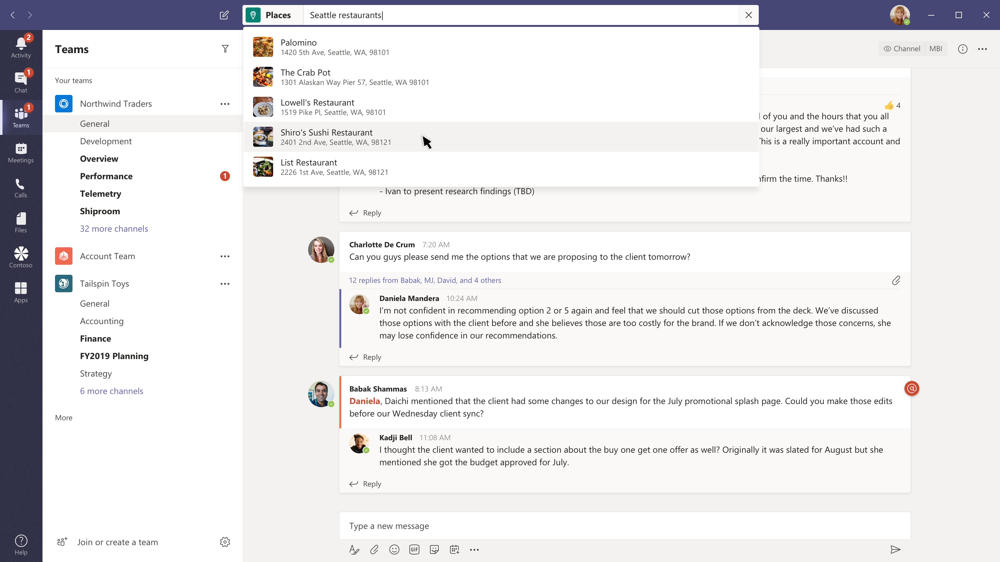 Places
Seattle restaurants
2
Activity
1
Chat
1
Teams
Meetings
Calls
Files
Contoso
Apps
Help
Teams
Your teams
Northwind Traders
General
Development
Overview
Performance
1
Telemetry
Shiproom
32 more channels
Account Team
Tailspin Toys
General
Accounting
Finance
FY2019 Planning
Strategy
6 more channels
More
Join or create a team
Palomino
1420 5th Ave, Seattle, WA, 98101
The Crab Pot
1301 Alaskan Way Pier 57, Seattle, WA 98101
Lowell's Restaurant
1519 Pike Pl, Seattle, WA, 98101
Shiro's Sushi Restaurant
2401 2nd Ave, Seattle, WA, 98121
List Restaurant
2226 1st Ave, Seattle, WA, 98121
Channel MBI
4
of you and the hours that you all
our largest and we’ve had such a
is a really important account and
the time. Thanks!!
- Ivan to present research findings (TBD)
Reply
Charlotte De Crum 7:20 AM
Can you guys please send me the options that we are proposing to the client tomorrow?
12 replies from Babak, MJ, David, and 4 others
Daniela Mandera 10:24 AM
I’m not confident in recommending option 2 or 5 again and feel that we should cut those options from the deck. We’ve discussed
those options with the client before and she believes those are too costly for the brand. If we don’t acknowledge those concerns, she
may lose confidence in our recommendations.
Reply
Babak Shammas 8:13 AM
@
Daniela, Daichi mentioned that the client had some changes to our design for the July promotional splash page. Could you make those edits
before our Wednesday client sync?
Kadji Bell 11:08 AM
I thought the client wanted to include a section about the buy one get one offer as well? Originally it was slated for August but she
mentioned she got the budget approved for July.
Reply
Type a new message
GIF